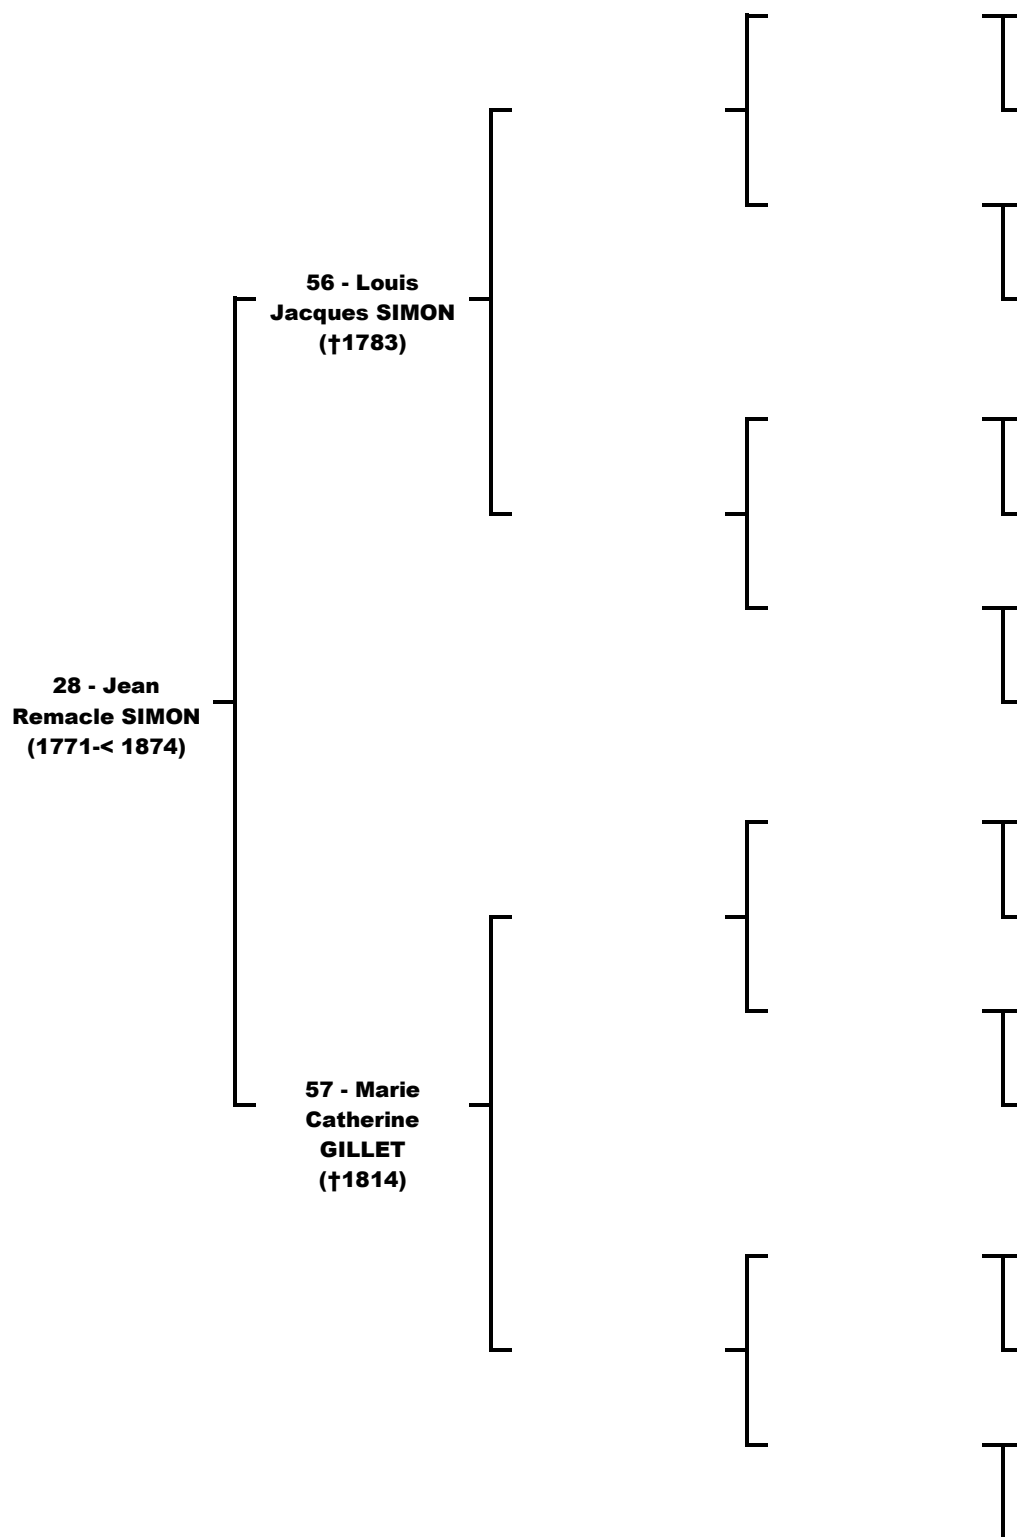 56 - Louis
Jacques SIMON
(†1783)
28 - Jean
Remacle SIMON
(1771-< 1874)
57 - Marie
Catherine
GILLET
(†1814)